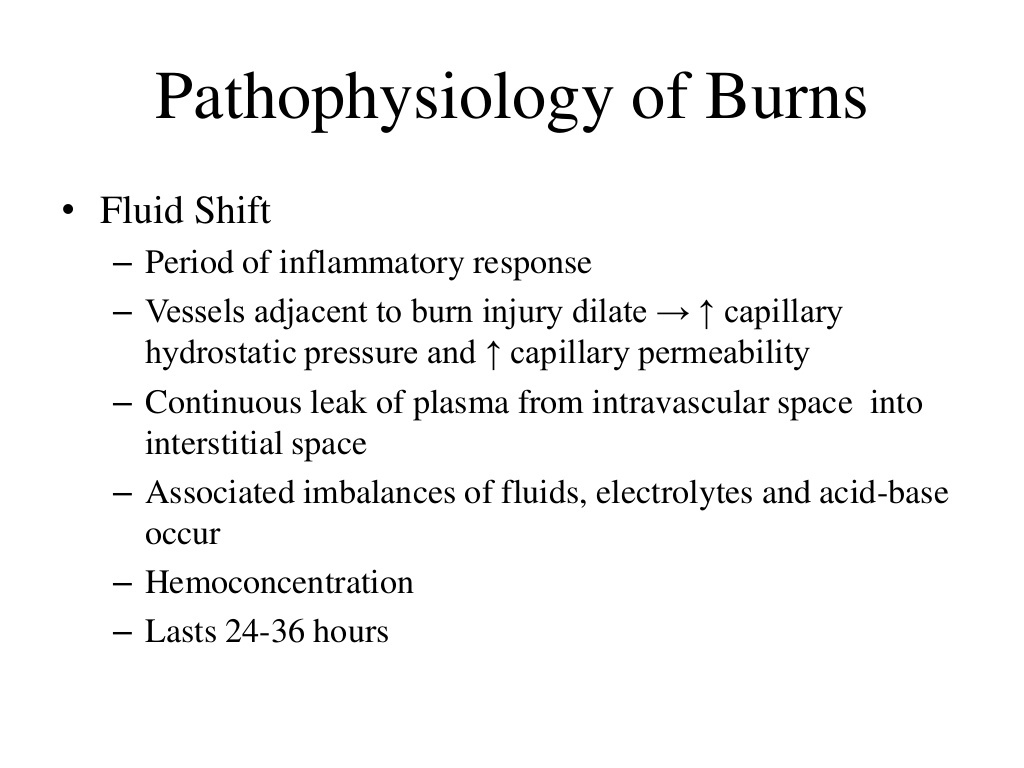 Pathophysiology of Burns
• Fluid Shift
– Period of inflammatory response
– Vessels adjacent to burn injury dilate → ↑ capillary
hydrostatic pressure and ↑ capillary permeability
– Continuous leak of plasma from intravascular space  into
interstitial space
– Associated imbalances of fluids, electrolytes and acid-base
occur
– Hemoconcentration
– Lasts 24-36 hours